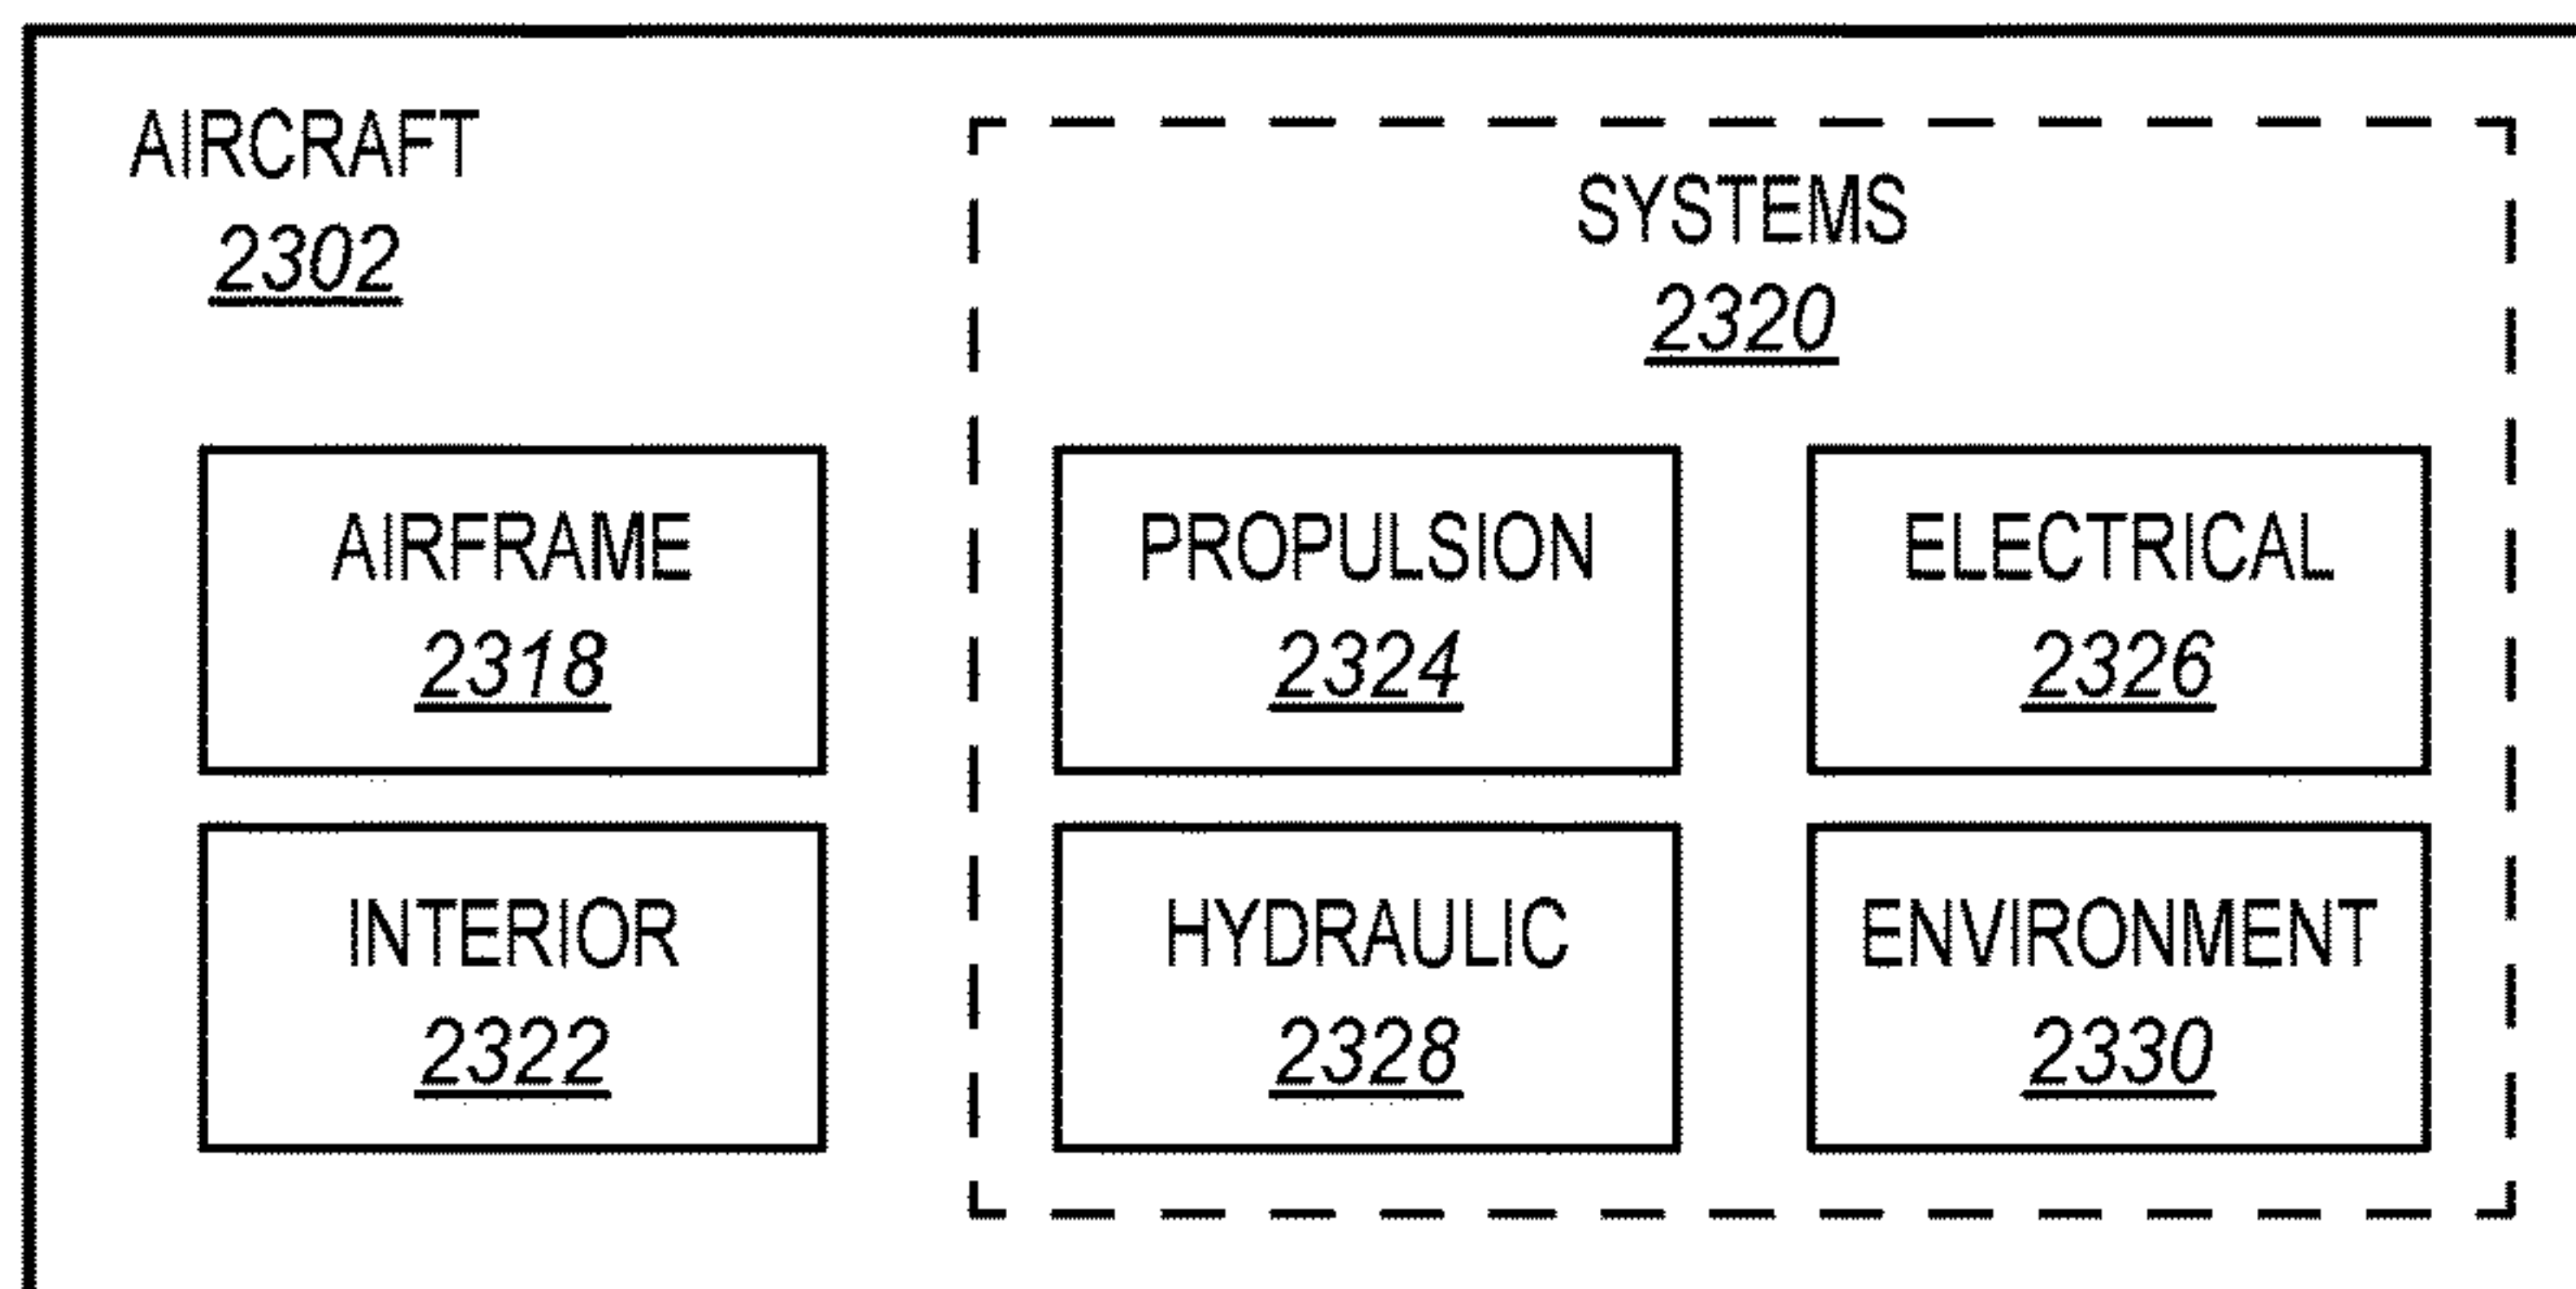 AIRCRAFT
2302
SYSTEMS
2320
AIRFRAME
2318
PROPULSION
2324
ELECTRICAL
2326
INTERIOR
2322
HYDRAULIC
2328
ENVIRONMENT
2330